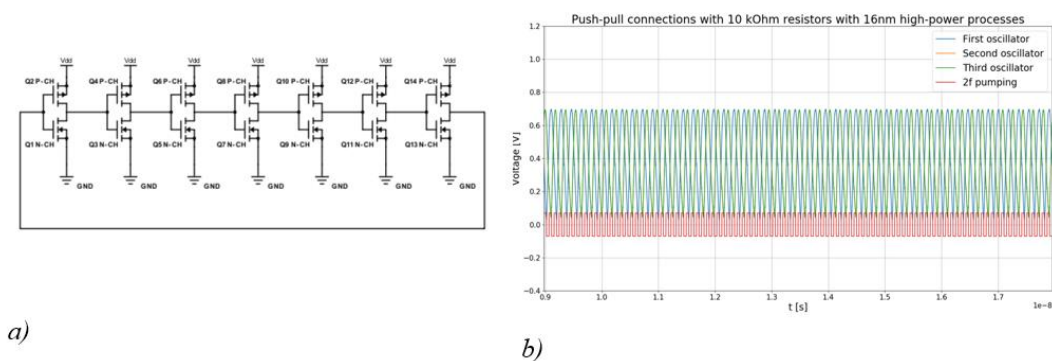 Vdd Vdd Vdd Vdd Vdd Vdd Vdd
Q2 P-CH Q4 P-CH Q6 P-CH Q8 P-CH Q10 P-CH Q12 P-CH Q14 P-CH
Q1 N-CH Q3 N-CH Q5 N-CH Q7 N-CH Q9 N-CH Q11 N-CH Q13 N-CH
GND GND GND GND GND GND GND
a)
Push-pull connections with 10 kOhm resistors with 16nm high-power processes
First oscillator
Second oscillator
Third oscillator
2f pumping
Voltage [V]
1.2
1.0
0.8
0.6
0.4
0.2
0.0
−0.2
−0.4
0.9 1.0 1.1 1.2 1.3 1.4 1.5 1.6 1.7
t [s]
1e−8
b)